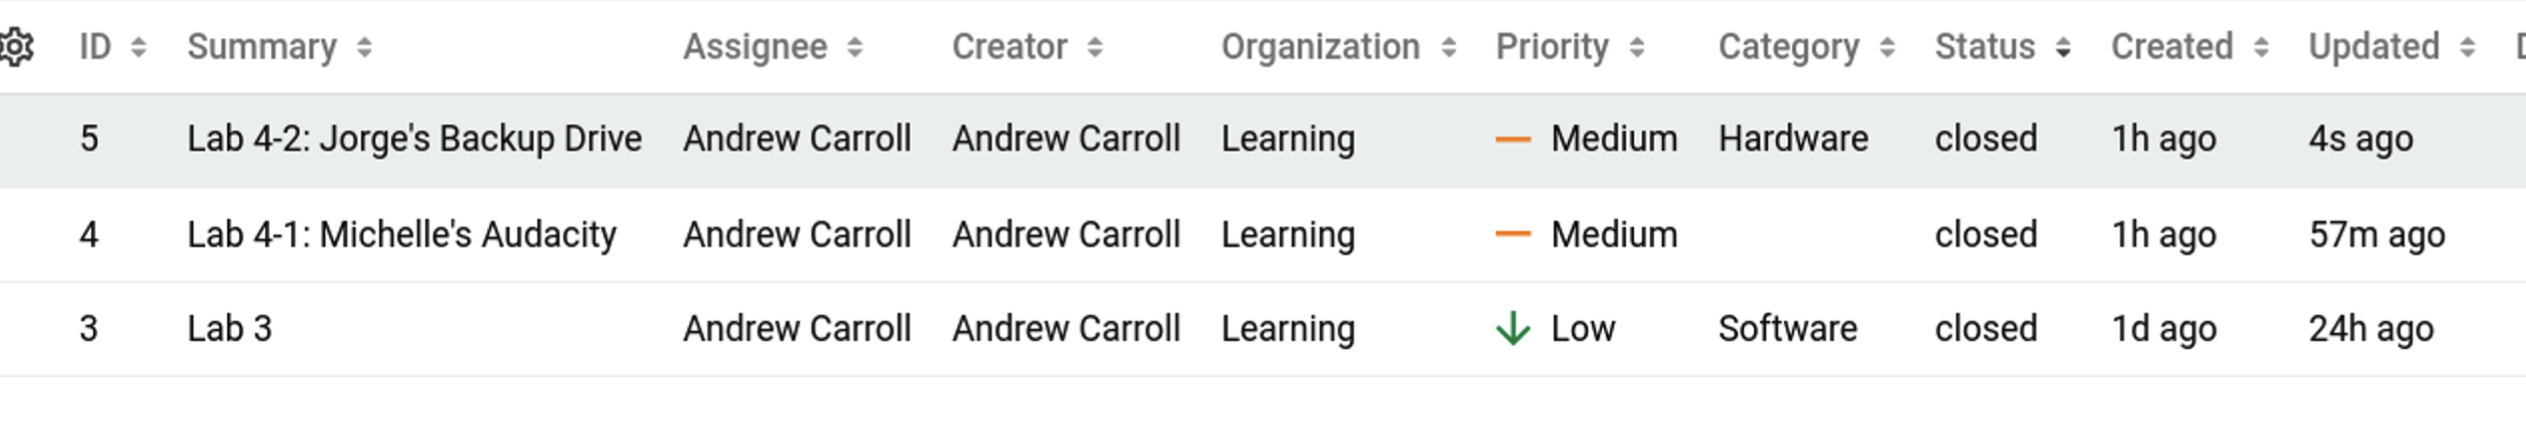 ID Summary Assignee Creator Organization Priority Category Status Created Updated
5 Lab 4-2: Jorge's Backup Drive Andrew Carroll Andrew Carroll Learning Medium Hardware closed 1h ago 4s ago
4 Lab 4-1: Michelle's Audacity Andrew Carroll Andrew Carroll Learning Medium closed 1h ago 57m ago
3 Lab 3 Andrew Carroll Andrew Carroll Learning Low Software closed 1d ago 24h ago